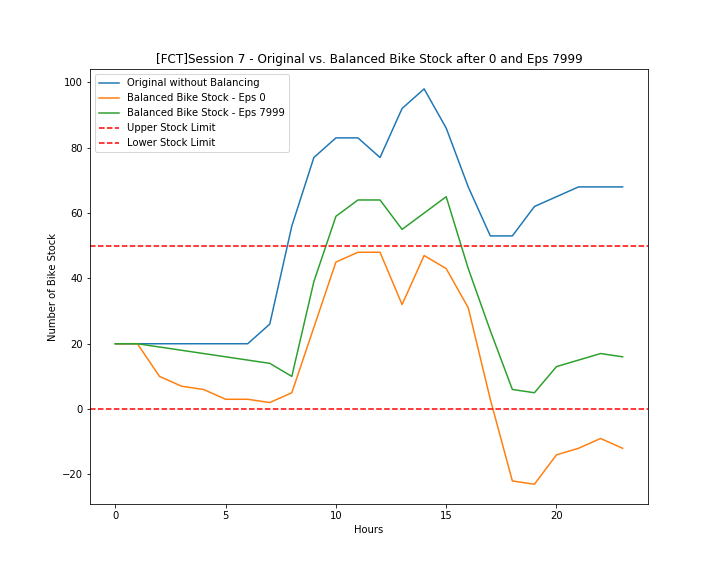 [FCT]Session 7 - Original vs. Balanced Bike Stock after 0 and Eps 7999
Original without Balancing
Balanced Bike Stock - Eps 0
Balanced Bike Stock - Eps 7999
Upper Stock Limit
Lower Stock Limit
Number of Bike Stock
100
80
60
40
20
0
−20
0 5 10 15 20
Hours